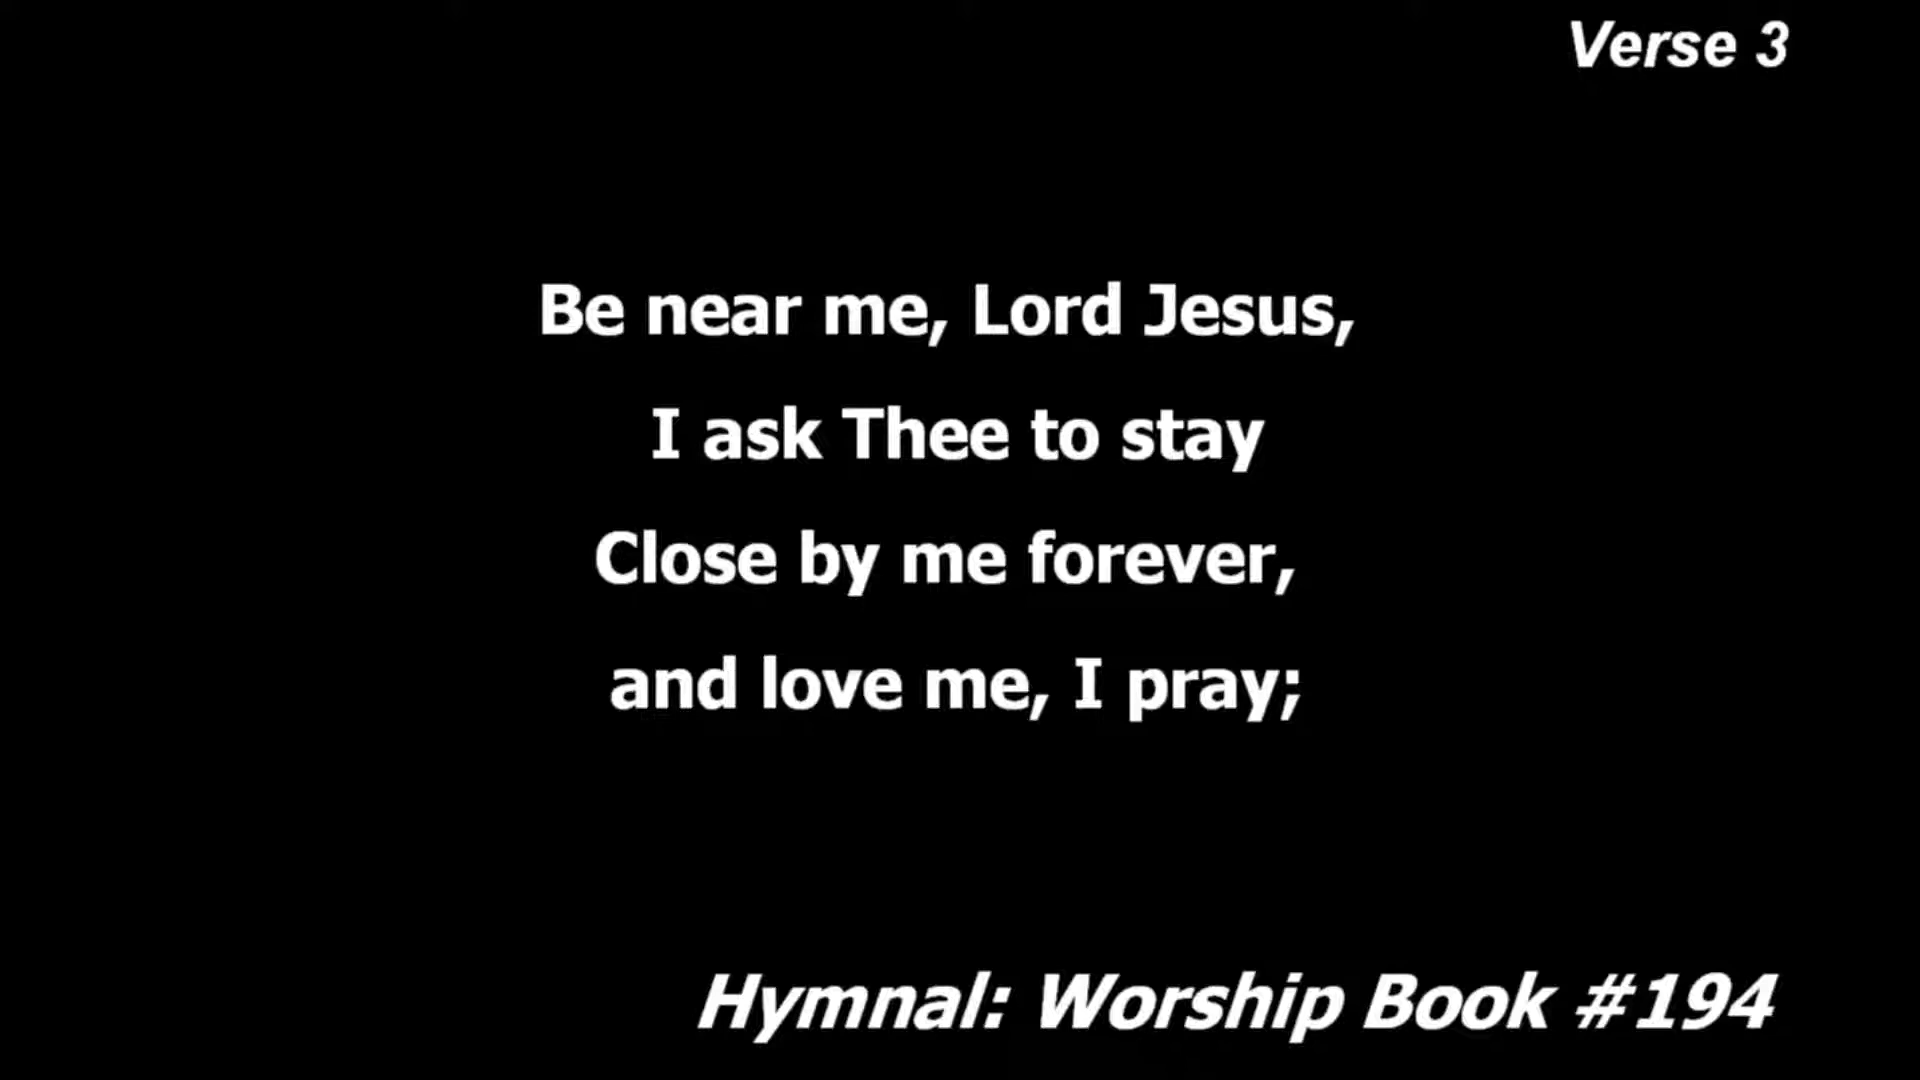 Verse 3
Be near me, Lord Jesus,
I ask Thee to stay
Close by me forever,
and love me, I pray;
Hymnal: Worship Book #194